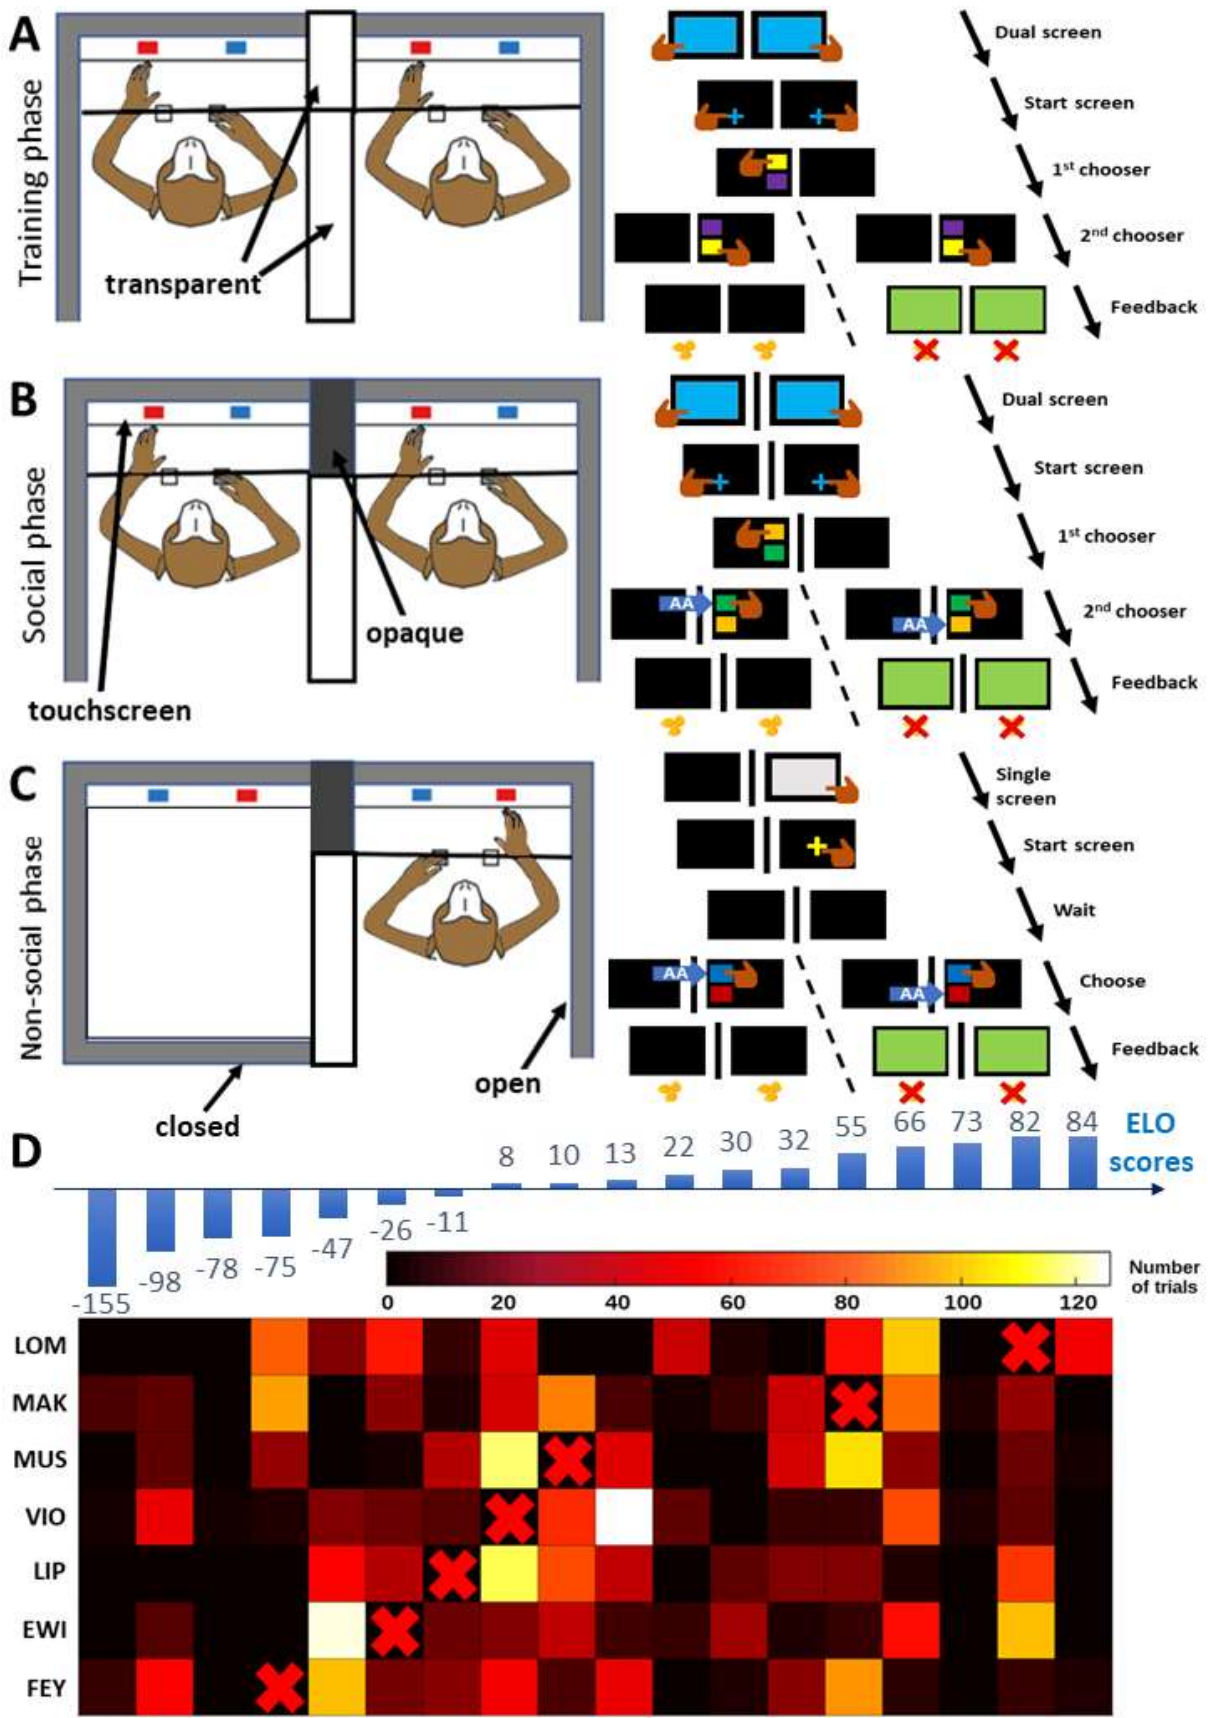 A
Training phase
transparent
Dual screen
Start screen
1st chooser
2nd chooser
Feedback
B
Social phase
opaque
touchscreen
Dual screen
Start screen
1st chooser
AA
AA
2nd chooser
Feedback
C
Non-social phase
closed
open
Single
screen
Start screen
Wait
AA
AA
Choose
Feedback
D
8 10 13 22 30 32 55 66 73 82 84
ELO
scores
-155 -98 -78 -75 -47 -26 -11
0 20 40 60 80 100 120
Number
of trials
LOM
MAK
MUS
VIO
LIP
EWI
FEY